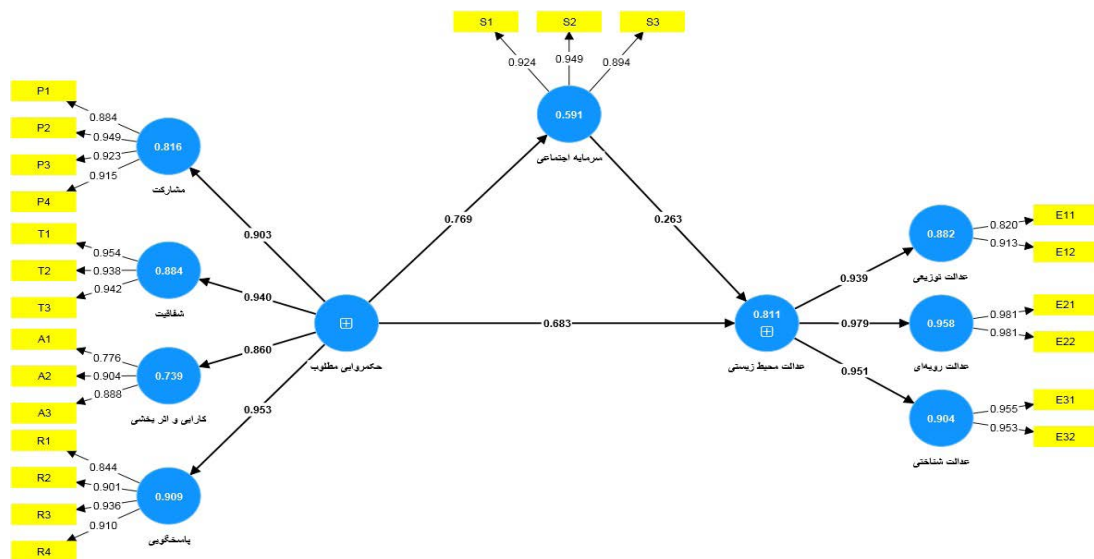 S1
S2
S3
0.924
0.949
0.894
0.591
سرمایه اجتماعی
P1
P2
P3
P4
0.884
0.949
0.923
0.915
0.816
مشارکت
0.903
T1
T2
T3
0.954
0.938
0.942
0.884
شفافیت
0.940
A1
A2
A3
0.776
0.904
0.888
0.739
کارایی و اثر بخشی
0.860
R1
R2
R3
R4
0.844
0.901
0.936
0.910
0.909
پاسخگویی
0.953
حکمروایی مطلوب
0.769
0.263
0.683
0.811
عدالت محیط زیستی
0.939
0.979
0.951
0.882
عدالت توزیعی
0.820
0.913
E11
E12
0.958
عدالت رویه‌ای
0.981
0.981
E21
E22
0.904
عدالت شناختی
0.955
0.953
E31
E32